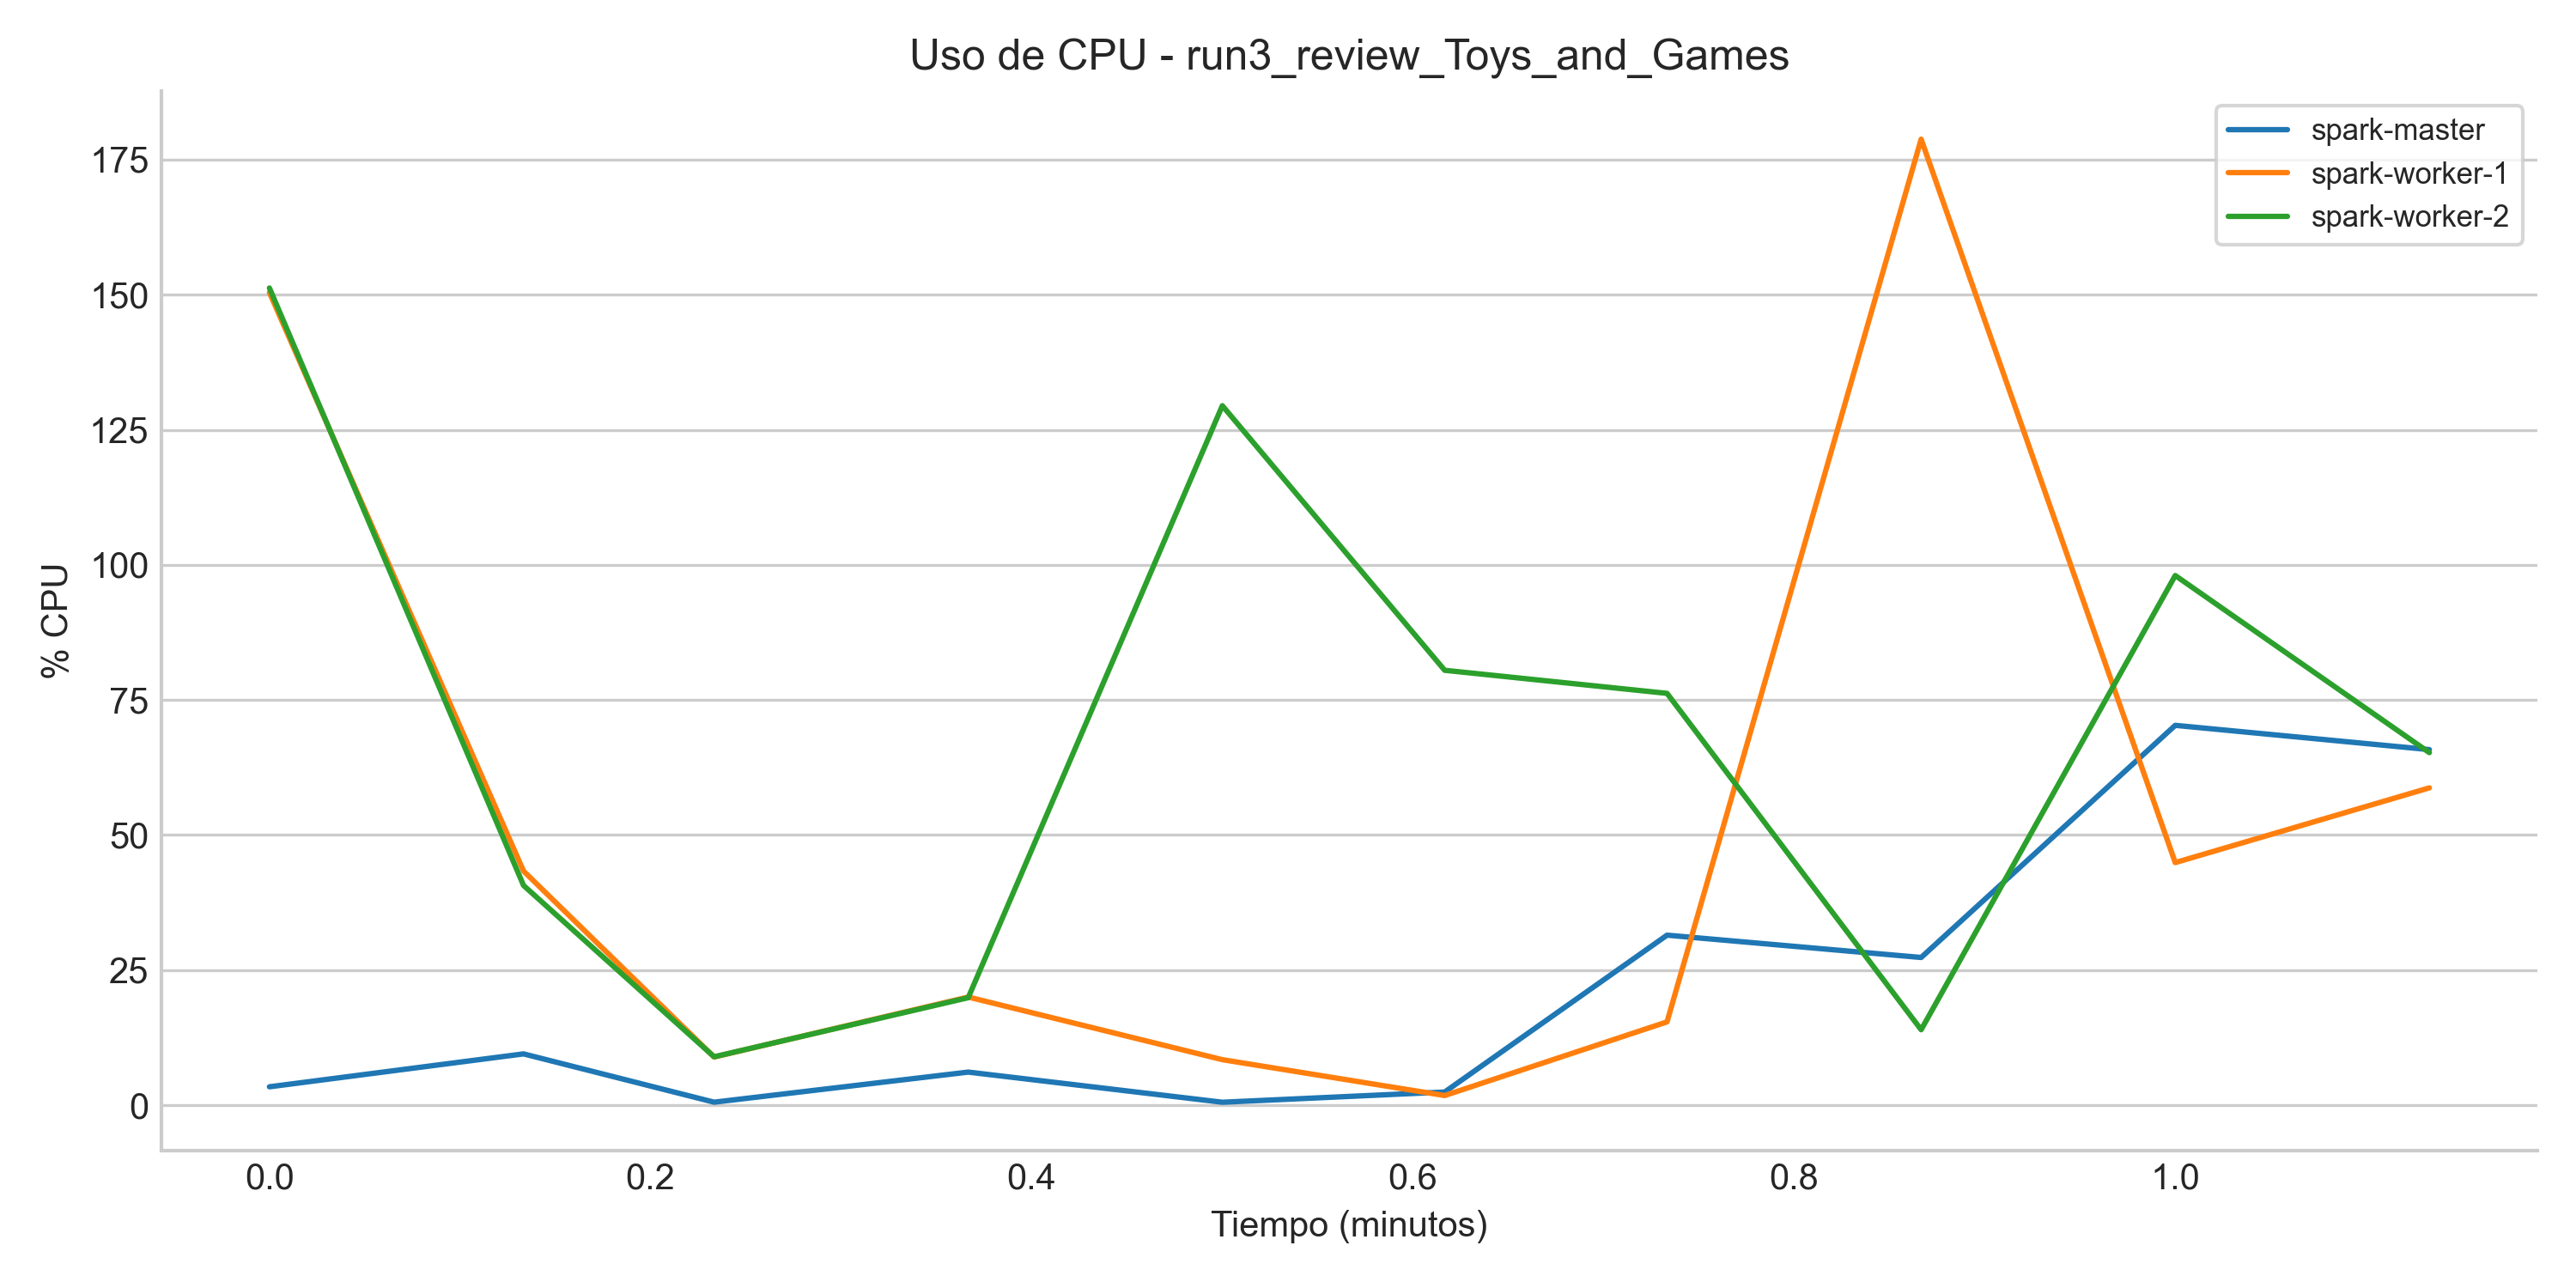 Uso de CPU - run3_review_Toys_and_Games
spark-master
spark-worker-1
spark-worker-2
175
150
125
100
75
50
25
0
% CPU
0.0 0.2 0.4 0.6 0.8 1.0
Tiempo (minutos)